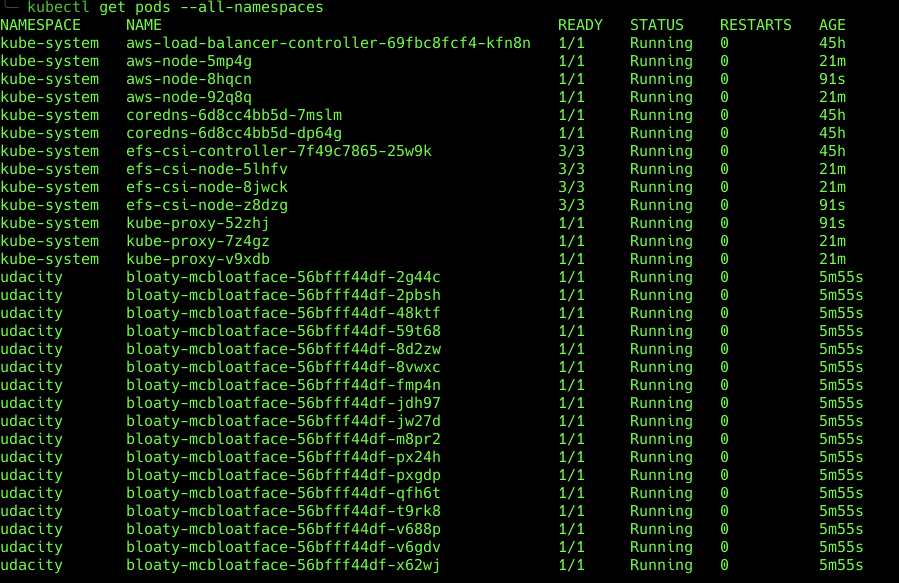 kubectl get pods --all-namespaces
NAMESPACE NAME READY STATUS RESTARTS AGE
kube-system aws-load-balancer-controller-69fbc8fcf4-kfn8n 1/1 Running 0 45h
kube-system aws-node-5mp4g 1/1 Running 0 21m
kube-system aws-node-8hqcn 1/1 Running 0 91s
kube-system aws-node-92q8q 1/1 Running 0 21m
kube-system coredns-6d8cc4bb5d-7mslm 1/1 Running 0 45h
kube-system coredns-6d8cc4bb5d-dp64g 1/1 Running 0 45h
kube-system efs-csi-controller-7f49c7865-25w9k 3/3 Running 0 45h
kube-system efs-csi-node-5lhfv 3/3 Running 0 21m
kube-system efs-csi-node-8jwck 3/3 Running 0 21m
kube-system efs-csi-node-z8dzg 3/3 Running 0 91s
kube-system kube-proxy-52zhj 1/1 Running 0 91s
kube-system kube-proxy-7z4gz 1/1 Running 0 21m
kube-system kube-proxy-v9xdb 1/1 Running 0 21m
udacity bloaty-mcbloatface-56bfff44df-2g44c 1/1 Running 0 5m55s
udacity bloaty-mcbloatface-56bfff44df-2pbsh 1/1 Running 0 5m55s
udacity bloaty-mcbloatface-56bfff44df-48ktf 1/1 Running 0 5m55s
udacity bloaty-mcbloatface-56bfff44df-59t68 1/1 Running 0 5m55s
udacity bloaty-mcbloatface-56bfff44df-8d2zw 1/1 Running 0 5m55s
udacity bloaty-mcbloatface-56bfff44df-8vwxc 1/1 Running 0 5m55s
udacity bloaty-mcbloatface-56bfff44df-fmp4n 1/1 Running 0 5m55s
udacity bloaty-mcbloatface-56bfff44df-jdh97 1/1 Running 0 5m55s
udacity bloaty-mcbloatface-56bfff44df-jw27d 1/1 Running 0 5m55s
udacity bloaty-mcbloatface-56bfff44df-m8pr2 1/1 Running 0 5m55s
udacity bloaty-mcbloatface-56bfff44df-px24h 1/1 Running 0 5m55s
udacity bloaty-mcbloatface-56bfff44df-pxgdp 1/1 Running 0 5m55s
udacity bloaty-mcbloatface-56bfff44df-qfh6t 1/1 Running 0 5m55s
udacity bloaty-mcbloatface-56bfff44df-t9rk8 1/1 Running 0 5m55s
udacity bloaty-mcbloatface-56bfff44df-v688p 1/1 Running 0 5m55s
udacity bloaty-mcbloatface-56bfff44df-v6gdv 1/1 Running 0 5m55s
udacity bloaty-mcbloatface-56bfff44df-x62wj 1/1 Running 0 5m55s